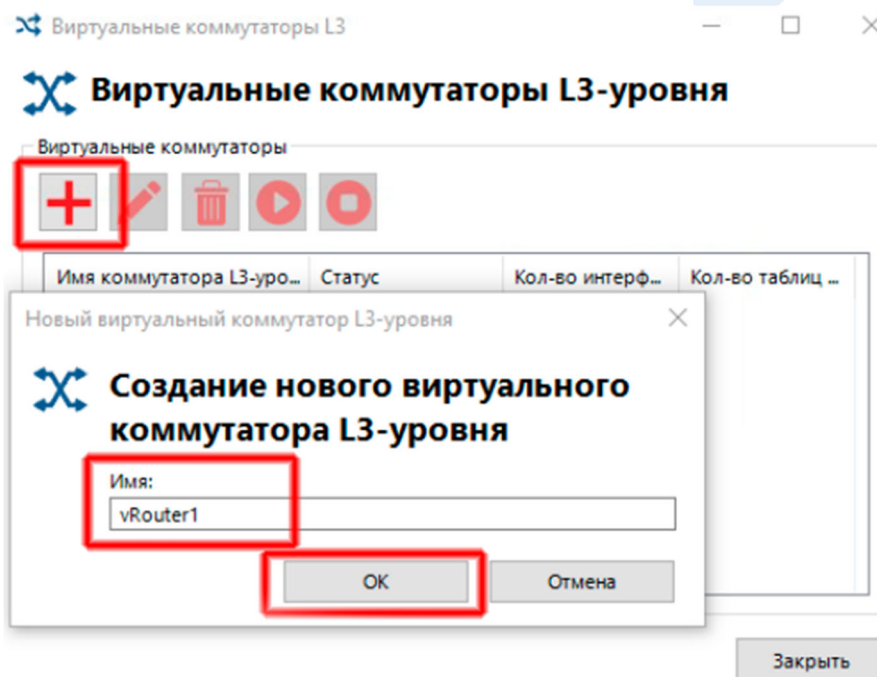 Виртуальные коммутаторы L3
Виртуальные коммутаторы L3-уровня
Виртуальные коммутаторы
Имя коммутатора L3-уро... Статус Кол-во интерф... Кол-во таблиц ...
Новый виртуальный коммутатор L3-уровня
Создание нового виртуального
коммутатора L3-уровня
Имя:
vRouter1
ОК Отмена
Закрыть